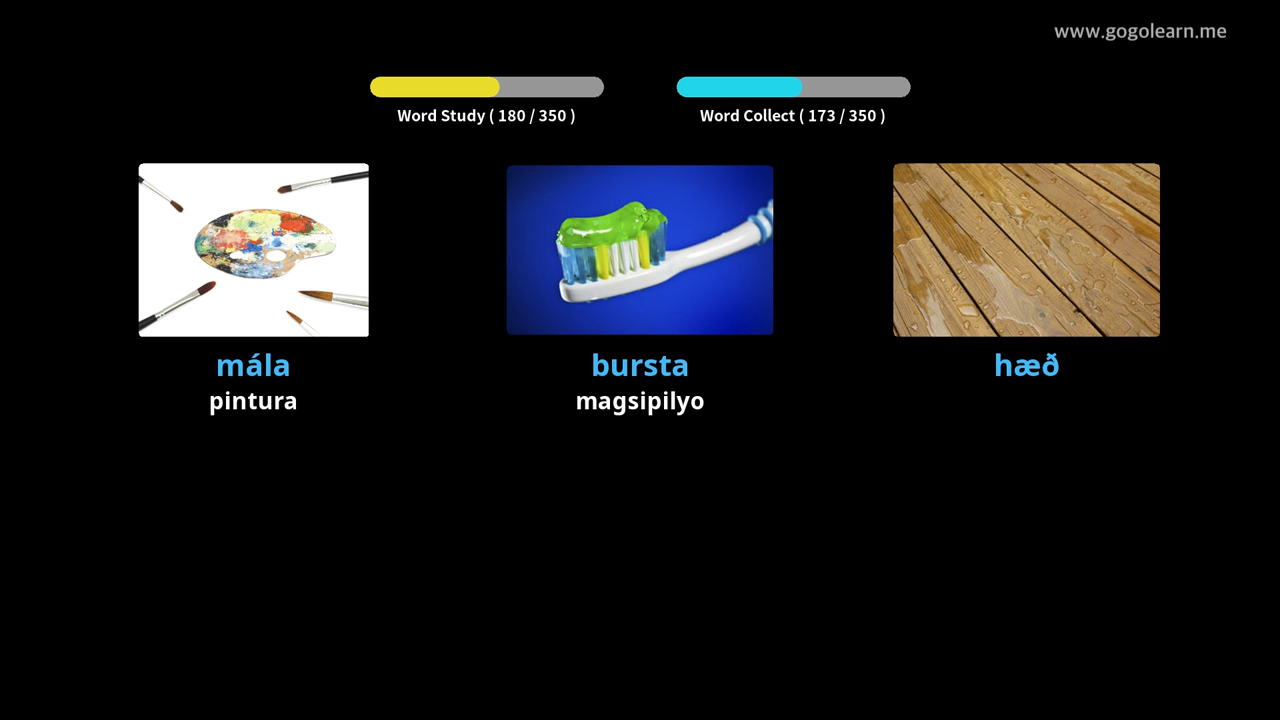 www.gogolearn.me
Word Study ( 180 / 350 )
Word Collect ( 173 / 350 )
mála
pintura
bursta
magsipilyo
hæð